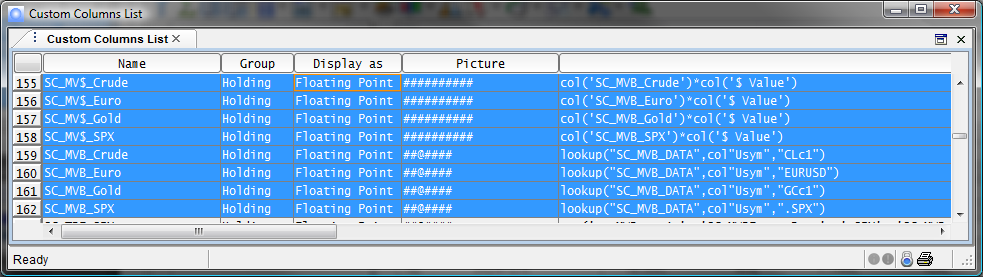 Custom Columns List
Custom Columns List
Name Group Display as Picture
155 SC_MV$_Crude Holding Floating Point ########## col('SC_MVB_Crude')*col('$ Value')
156 SC_MV$_Euro Holding Floating Point ########## col('SC_MVB_Euro')*col('$ Value')
157 SC_MV$_Gold Holding Floating Point ########## col('SC_MVB_Gold')*col('$ Value')
158 SC_MV$_SPX Holding Floating Point ########## col('SC_MVB_SPX')*col('$ Value')
159 SC_MVB_Crude Holding Floating Point ##@#### lookup("SC_MVB_DATA",col"Usym","CLc1")
160 SC_MVB_Euro Holding Floating Point ##@#### lookup("SC_MVB_DATA",col"Usym","EURUSD")
161 SC_MVB_Gold Holding Floating Point ##@#### lookup("SC_MVB_DATA",col"Usym","GCc1")
162 SC_MVB_SPX Holding Floating Point ##@#### lookup("SC_MVB_DATA",col"Usym",".SPX")
Ready